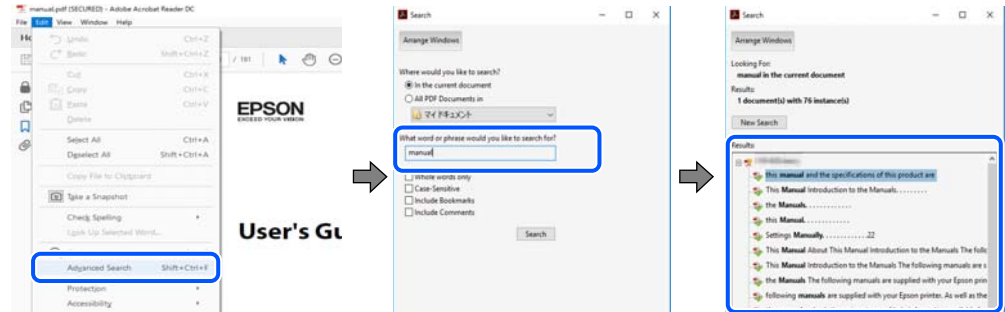 manual.pdf (SECURED) - Adobe Acrobat Reader DC
File Edit View Window Help
Undo Ctrl+Z
Redo Shift+Ctrl+Z
/ 191
Cut Ctrl+X
Copy Ctrl+C
Paste Ctrl+V
Delete
Select All Ctrl+A
Deselect All Shift+Ctrl+A
Copy File to Clipboard
Take a Snapshot
Check Spelling
Look Up Selected Word...
Advanced Search Shift+Ctrl+F
Protection
Accessibility
EPSON
EXCEED YOUR VISION
User's Gu
Search
Arrange Windows
Where would you like to search?
In the current document
All PDF Documents in
マイ ドキュメント
What word or phrase would you like to search for?
manual
Whole words only
Case-Sensitive
Include Bookmarks
Include Comments
Search
Search
Arrange Windows
Looking For:
manual in the current document
Results:
1 document(s) with 76 instance(s)
New Search
Results:
this manual and the specifications of this product are
This Manual Introduction to the Manuals. . . . . . . . .
the Manuals. . . . . . . . . . . . .
this Manual. . . . . . . . . . . . .
Settings Manually. . . . . . . . . . . .22
This Manual About This Manual Introduction to the Manuals The follo
This Manual Introduction to the Manuals The following manuals are s
the Manuals The following manuals are supplied with your Epson prin
following manuals are supplied with your Epson printer. As well as the